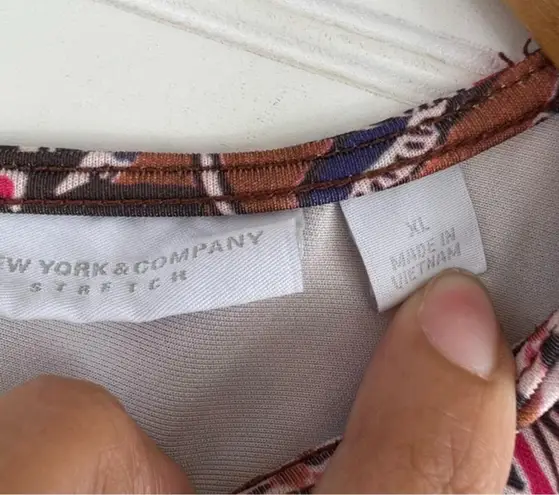 EW YORK & COMPANY
STRETCH
XL
MADE IN
VIETNAM